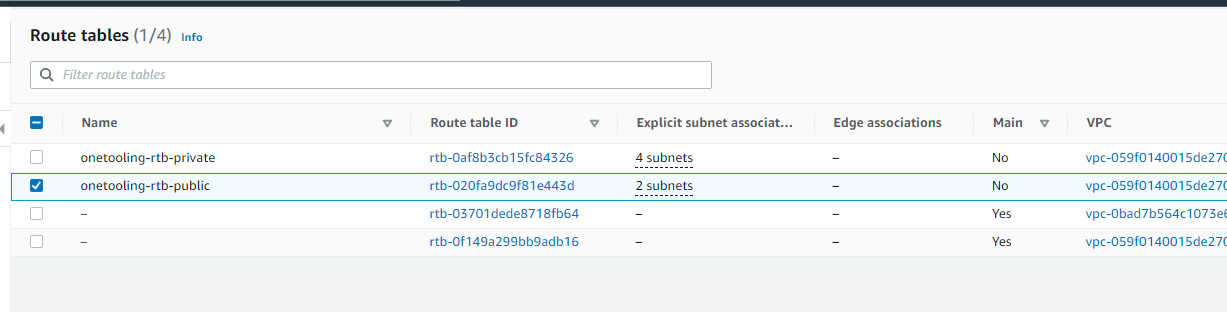 Route tables (1/4) Info
Filter route tables
Name Route table ID Explicit subnet associat... Edge associations Main VPC
onetooling-rtb-private rtb-0af8b3cb15fc84326 4 subnets – No vpc-059f0140015de270
onetooling-rtb-public rtb-020fa9dc9f81e443d 2 subnets – No vpc-059f0140015de270
– rtb-03701dede8718fb64 – – Yes vpc-0bad7b564c1073e6
– rtb-0f149a299bb9adb16 – – Yes vpc-059f0140015de270